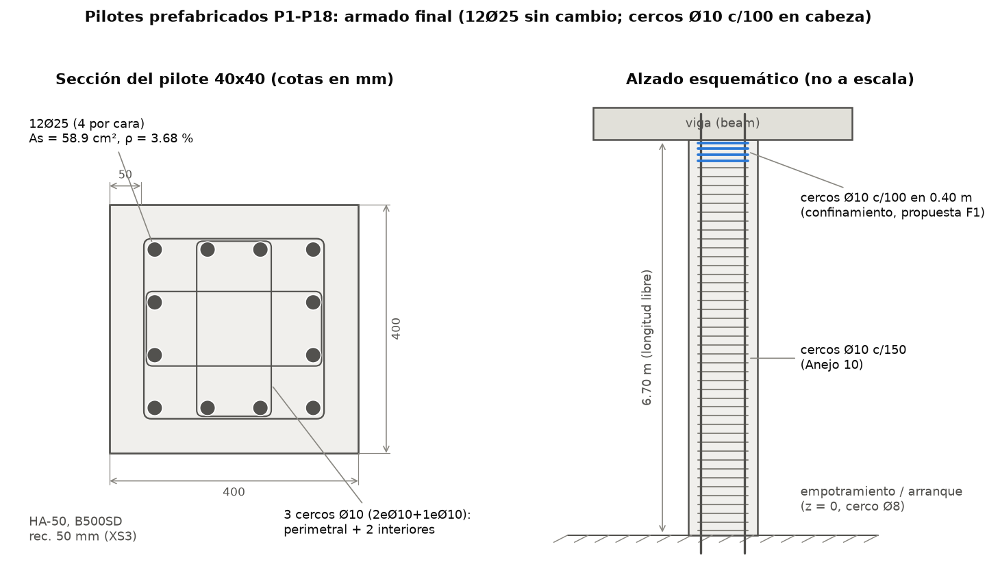 Pilotes prefabricados P1-P18: armado final (12Ø25 sin cambio; cercos Ø10 c/100 en cabeza)
Sección del pilote 40x40 (cotas en mm)
12Ø25 (4 por cara)
As = 58.9 cm², ρ = 3.68 %
50
400
400
3 cercos Ø10 (2eØ10+1eØ10):
perimetral + 2 interiores
HA-50, B500SD
rec. 50 mm (XS3)
Alzado esquemático (no a escala)
viga (beam)
cercos Ø10 c/100 en 0.40 m
(confinamiento, propuesta F1)
6.70 m (longitud libre)
cercos Ø10 c/150
(Anejo 10)
empotramiento / arranque
(z = 0, cerco Ø8)